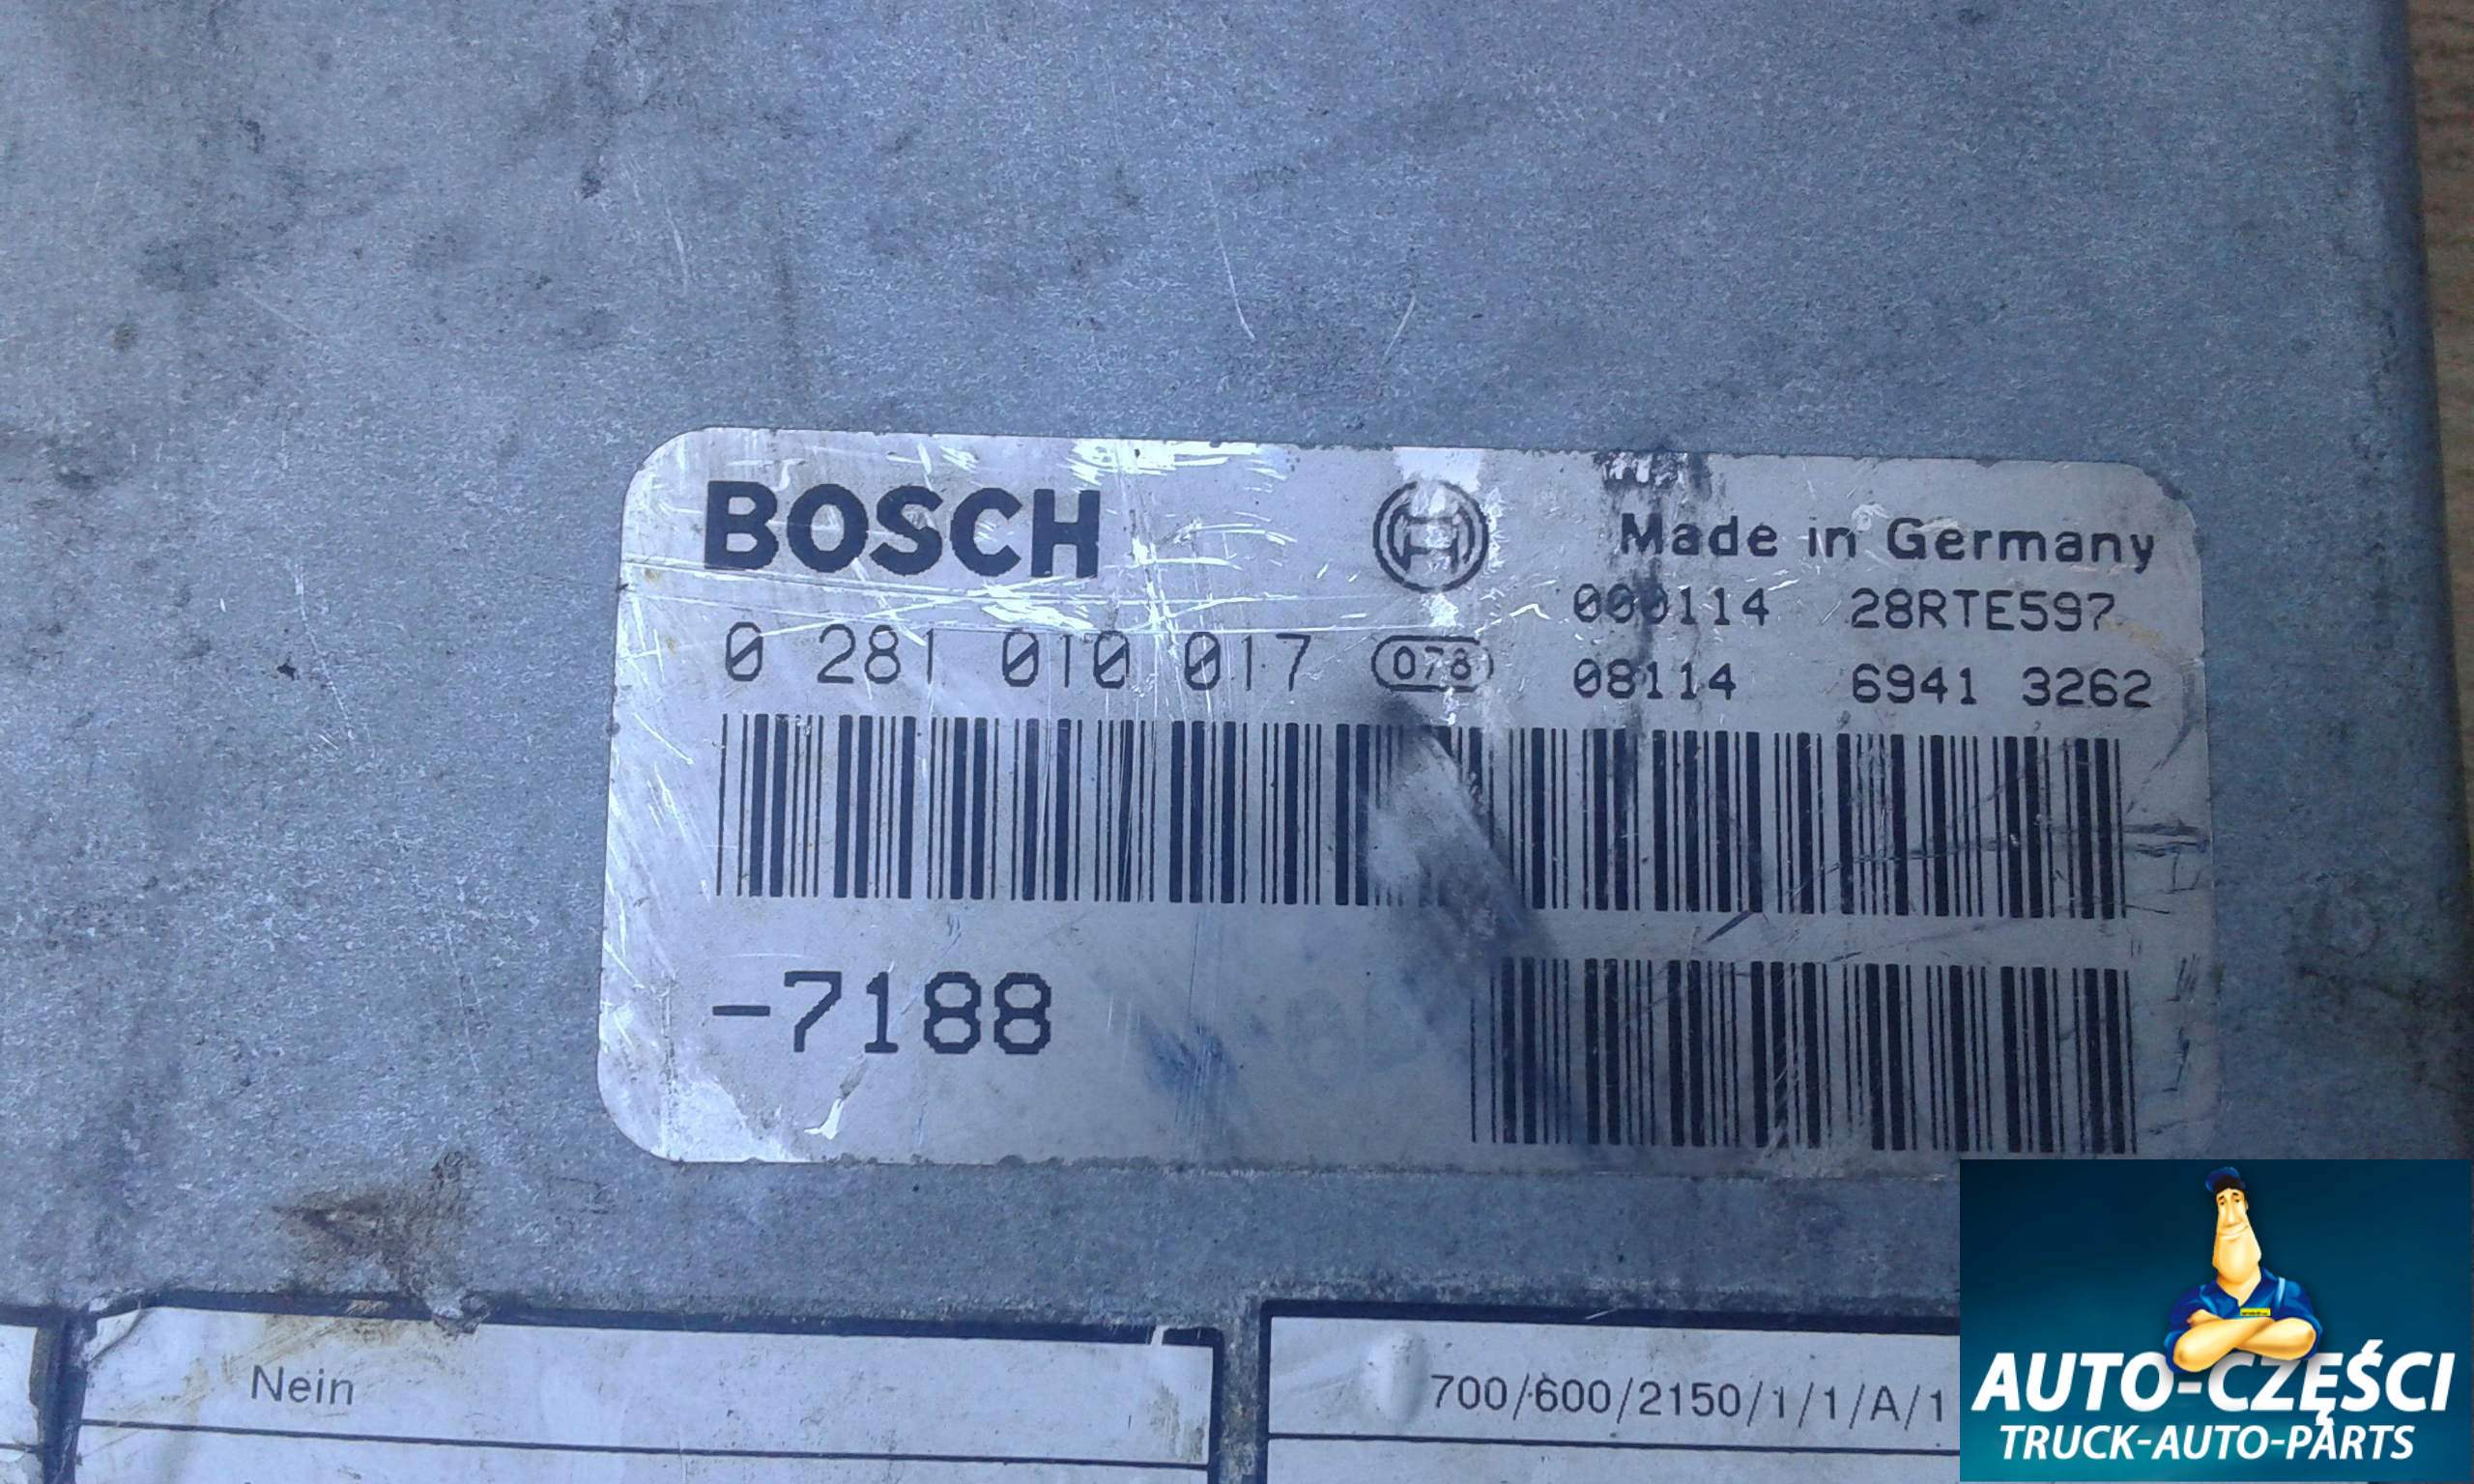 BOSCH
Made in Germany
000114 28RTE597
0 281 010 017 078 08114 6941 3262
-7188
Nein
700/600/2150/1/1/A/1
AUTO-CZĘŚCI
TRUCK-AUTO-PARTS